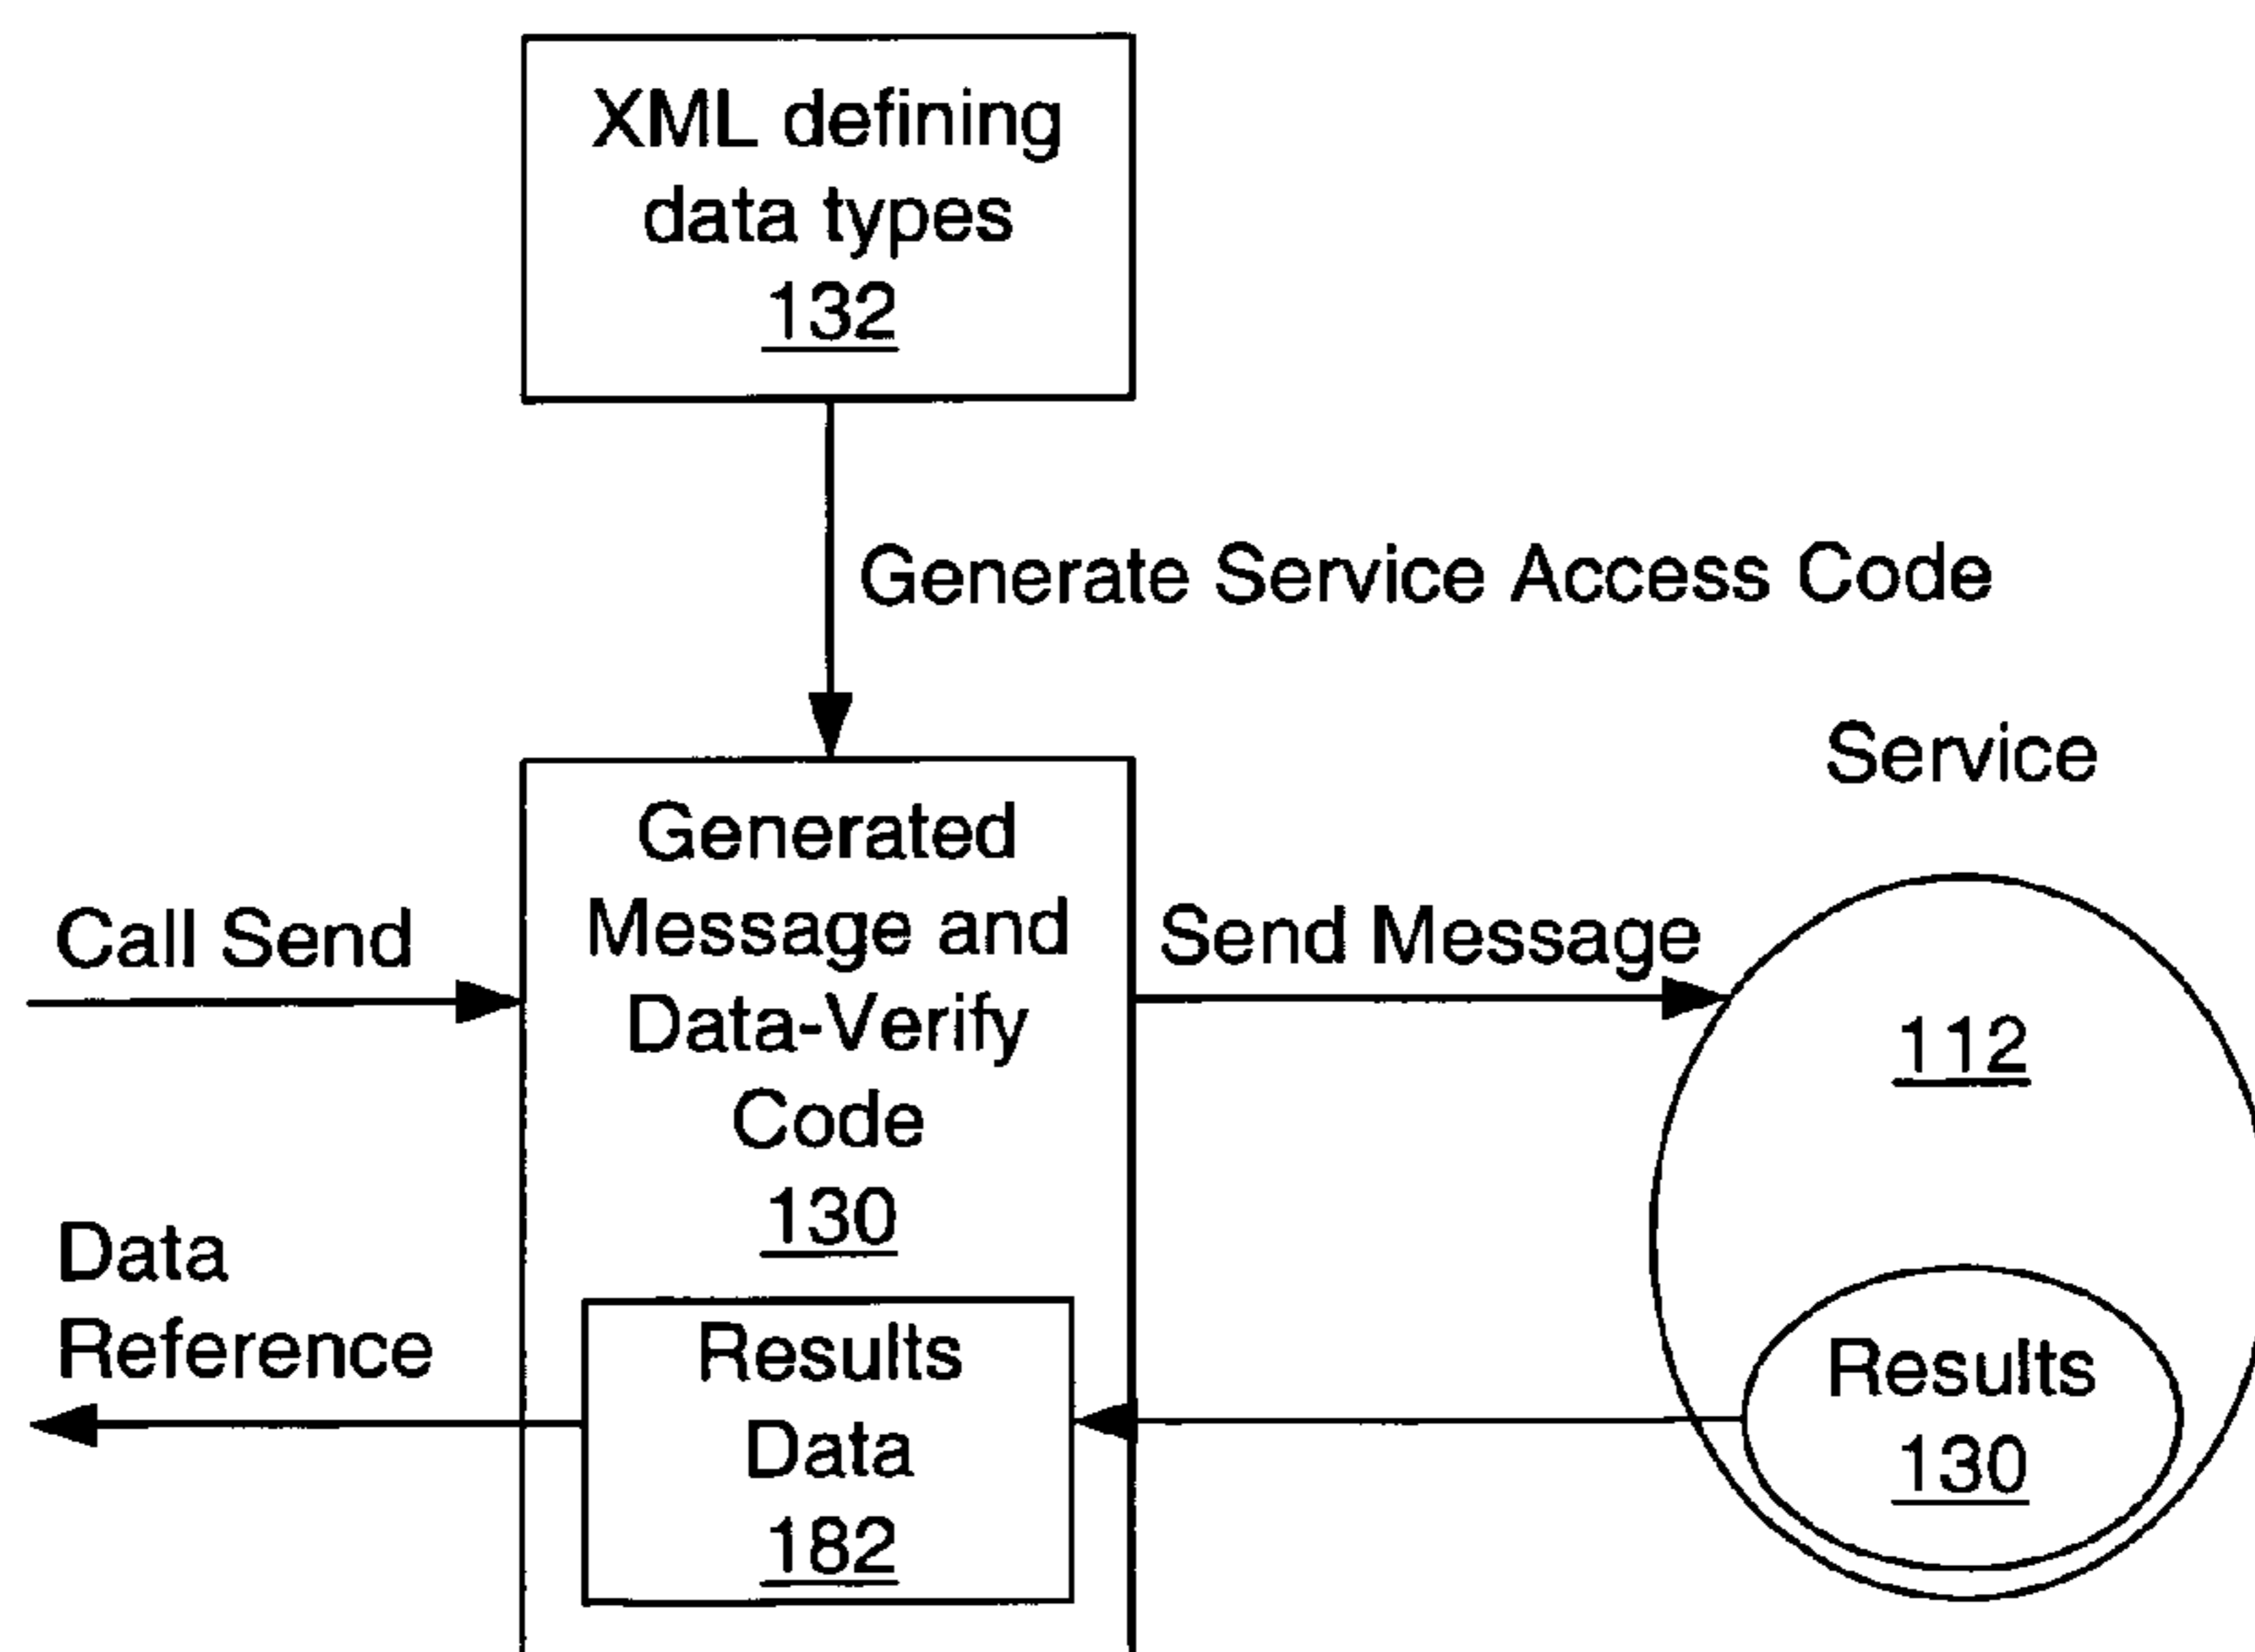 XML defining
data types
132
Generate Service Access Code
Service
Generated
Message and
Data-Verify
Code
130
Call Send
Send Message
112
Data
Reference
Results
Data
182
Results
130